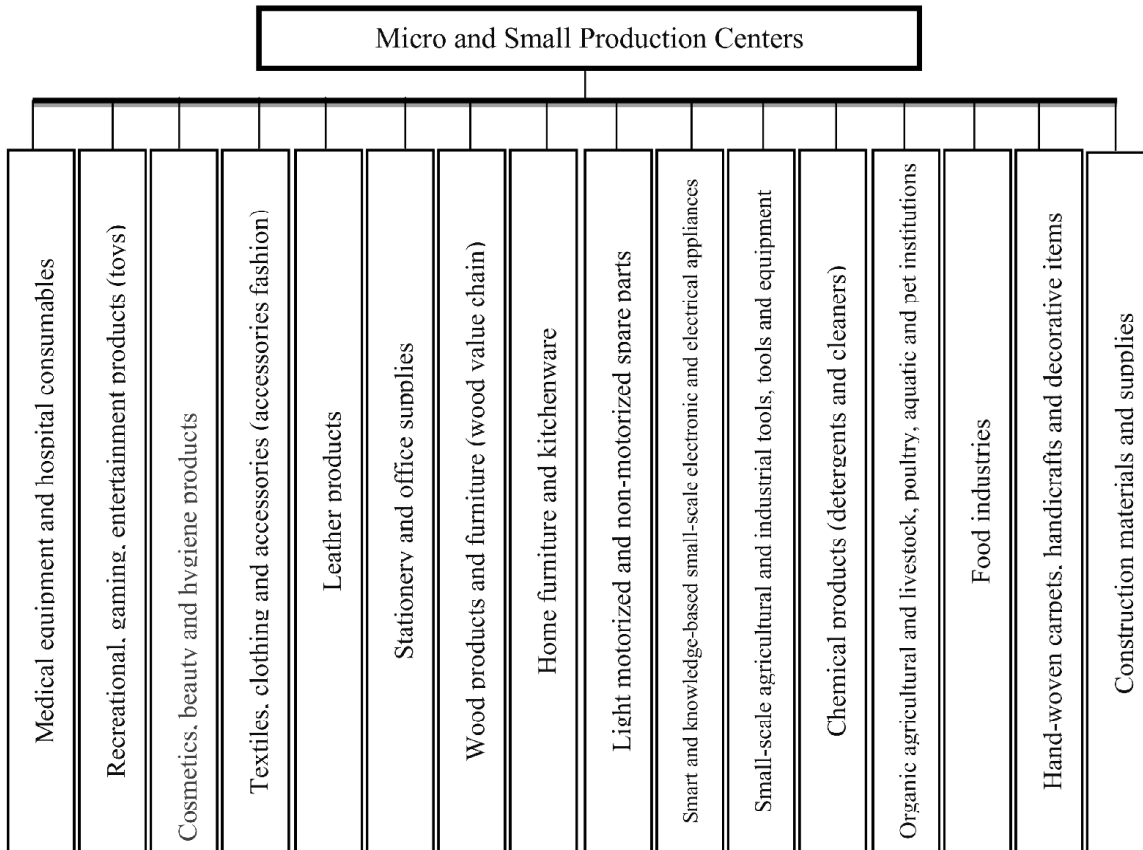 Micro and Small Production Centers
Medical equipment and hospital consumables
Recreational, gaming, entertainment products (toys)
Cosmetics, beauty and hygiene products
Textiles, clothing and accessories (accessories fashion)
Leather products
Stationery and office supplies
Wood products and furniture (wood value chain)
Home furniture and kitchenware
Light motorized and non-motorized spare parts
Smart and knowledge-based small-scale electronic and electrical appliances
Small-scale agricultural and industrial tools, tools and equipment
Chemical products (detergents and cleaners)
Organic agricultural and livestock, poultry, aquatic and pet institutions
Food industries
Hand-woven carpets, handicrafts and decorative items
Construction materials and supplies